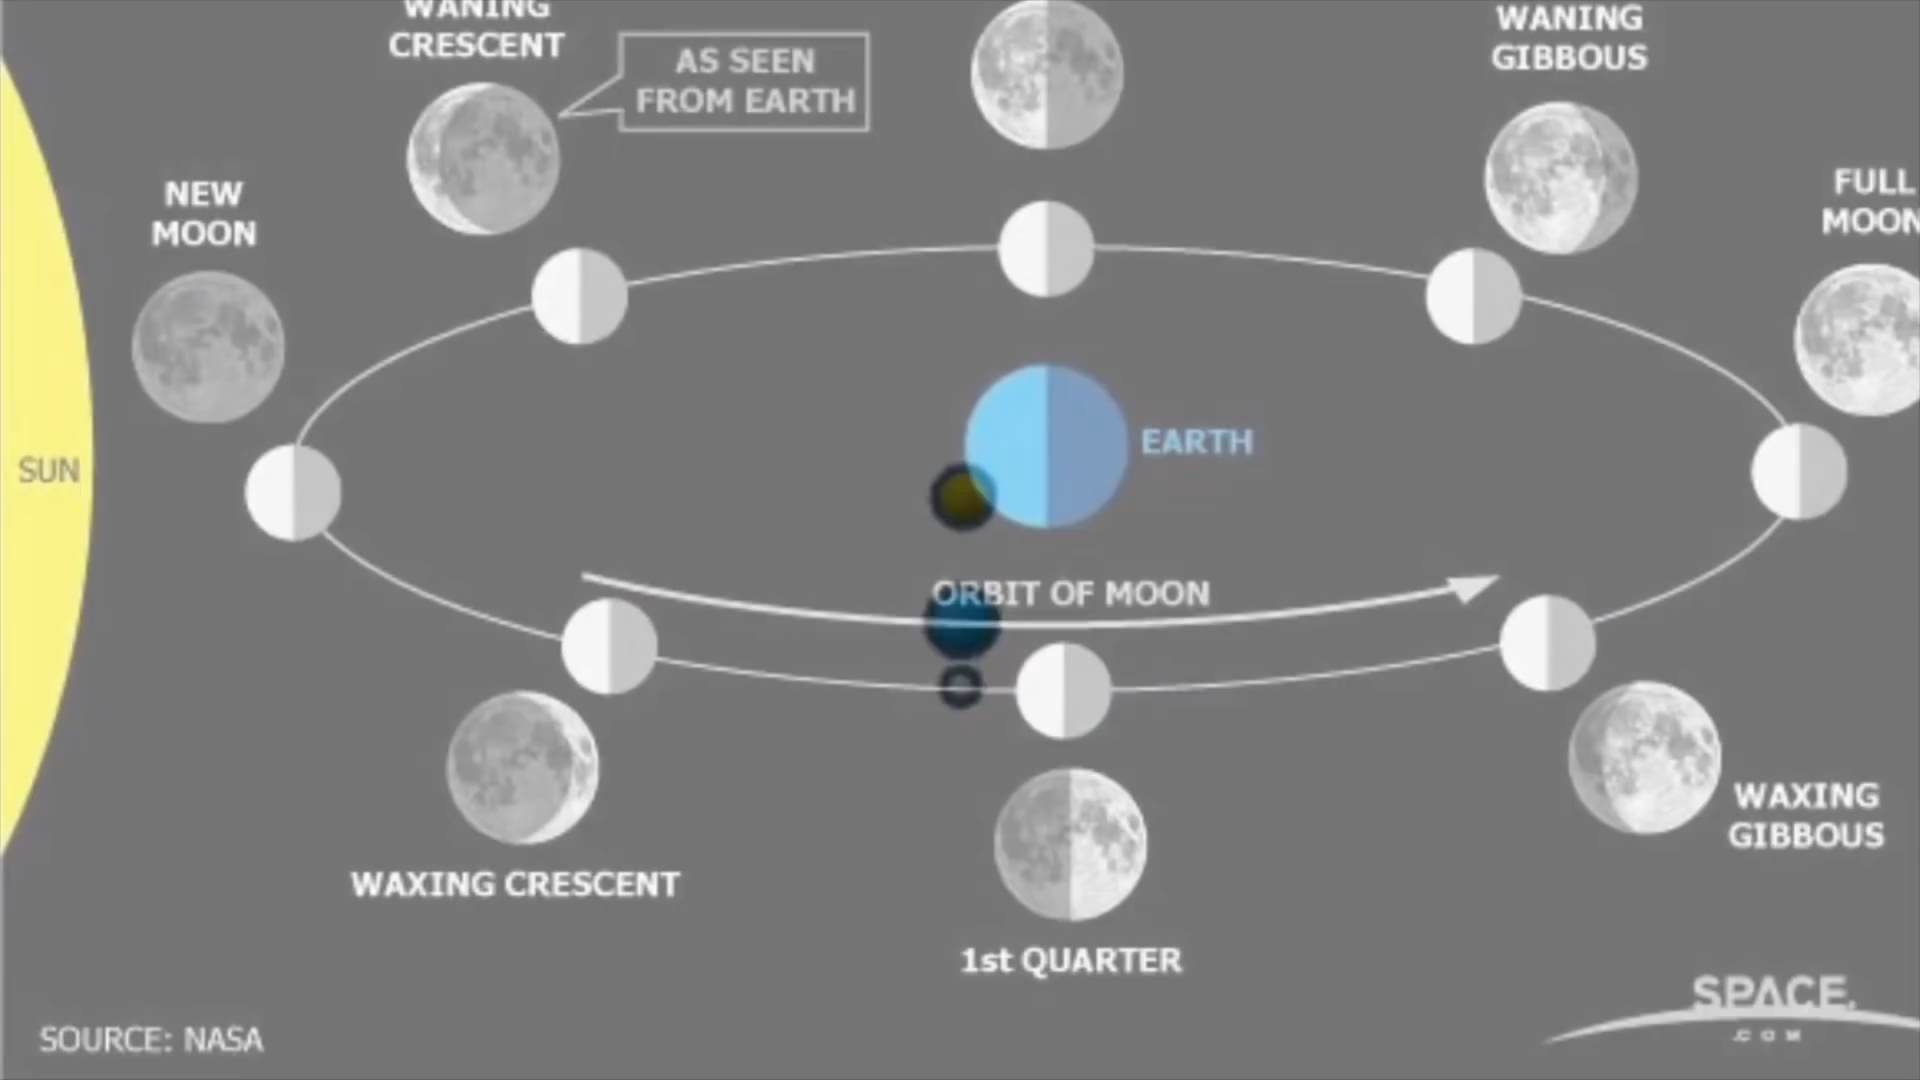 WANING
CRESCENT
AS SEEN
FROM EARTH
WANING
GIBBOUS
NEW
MOON
FULL
MOON
SUN
EARTH
ORBIT OF MOON
WAXING
GIBBOUS
WAXING CRESCENT
1st QUARTER
SPACE
.COM
SOURCE: NASA